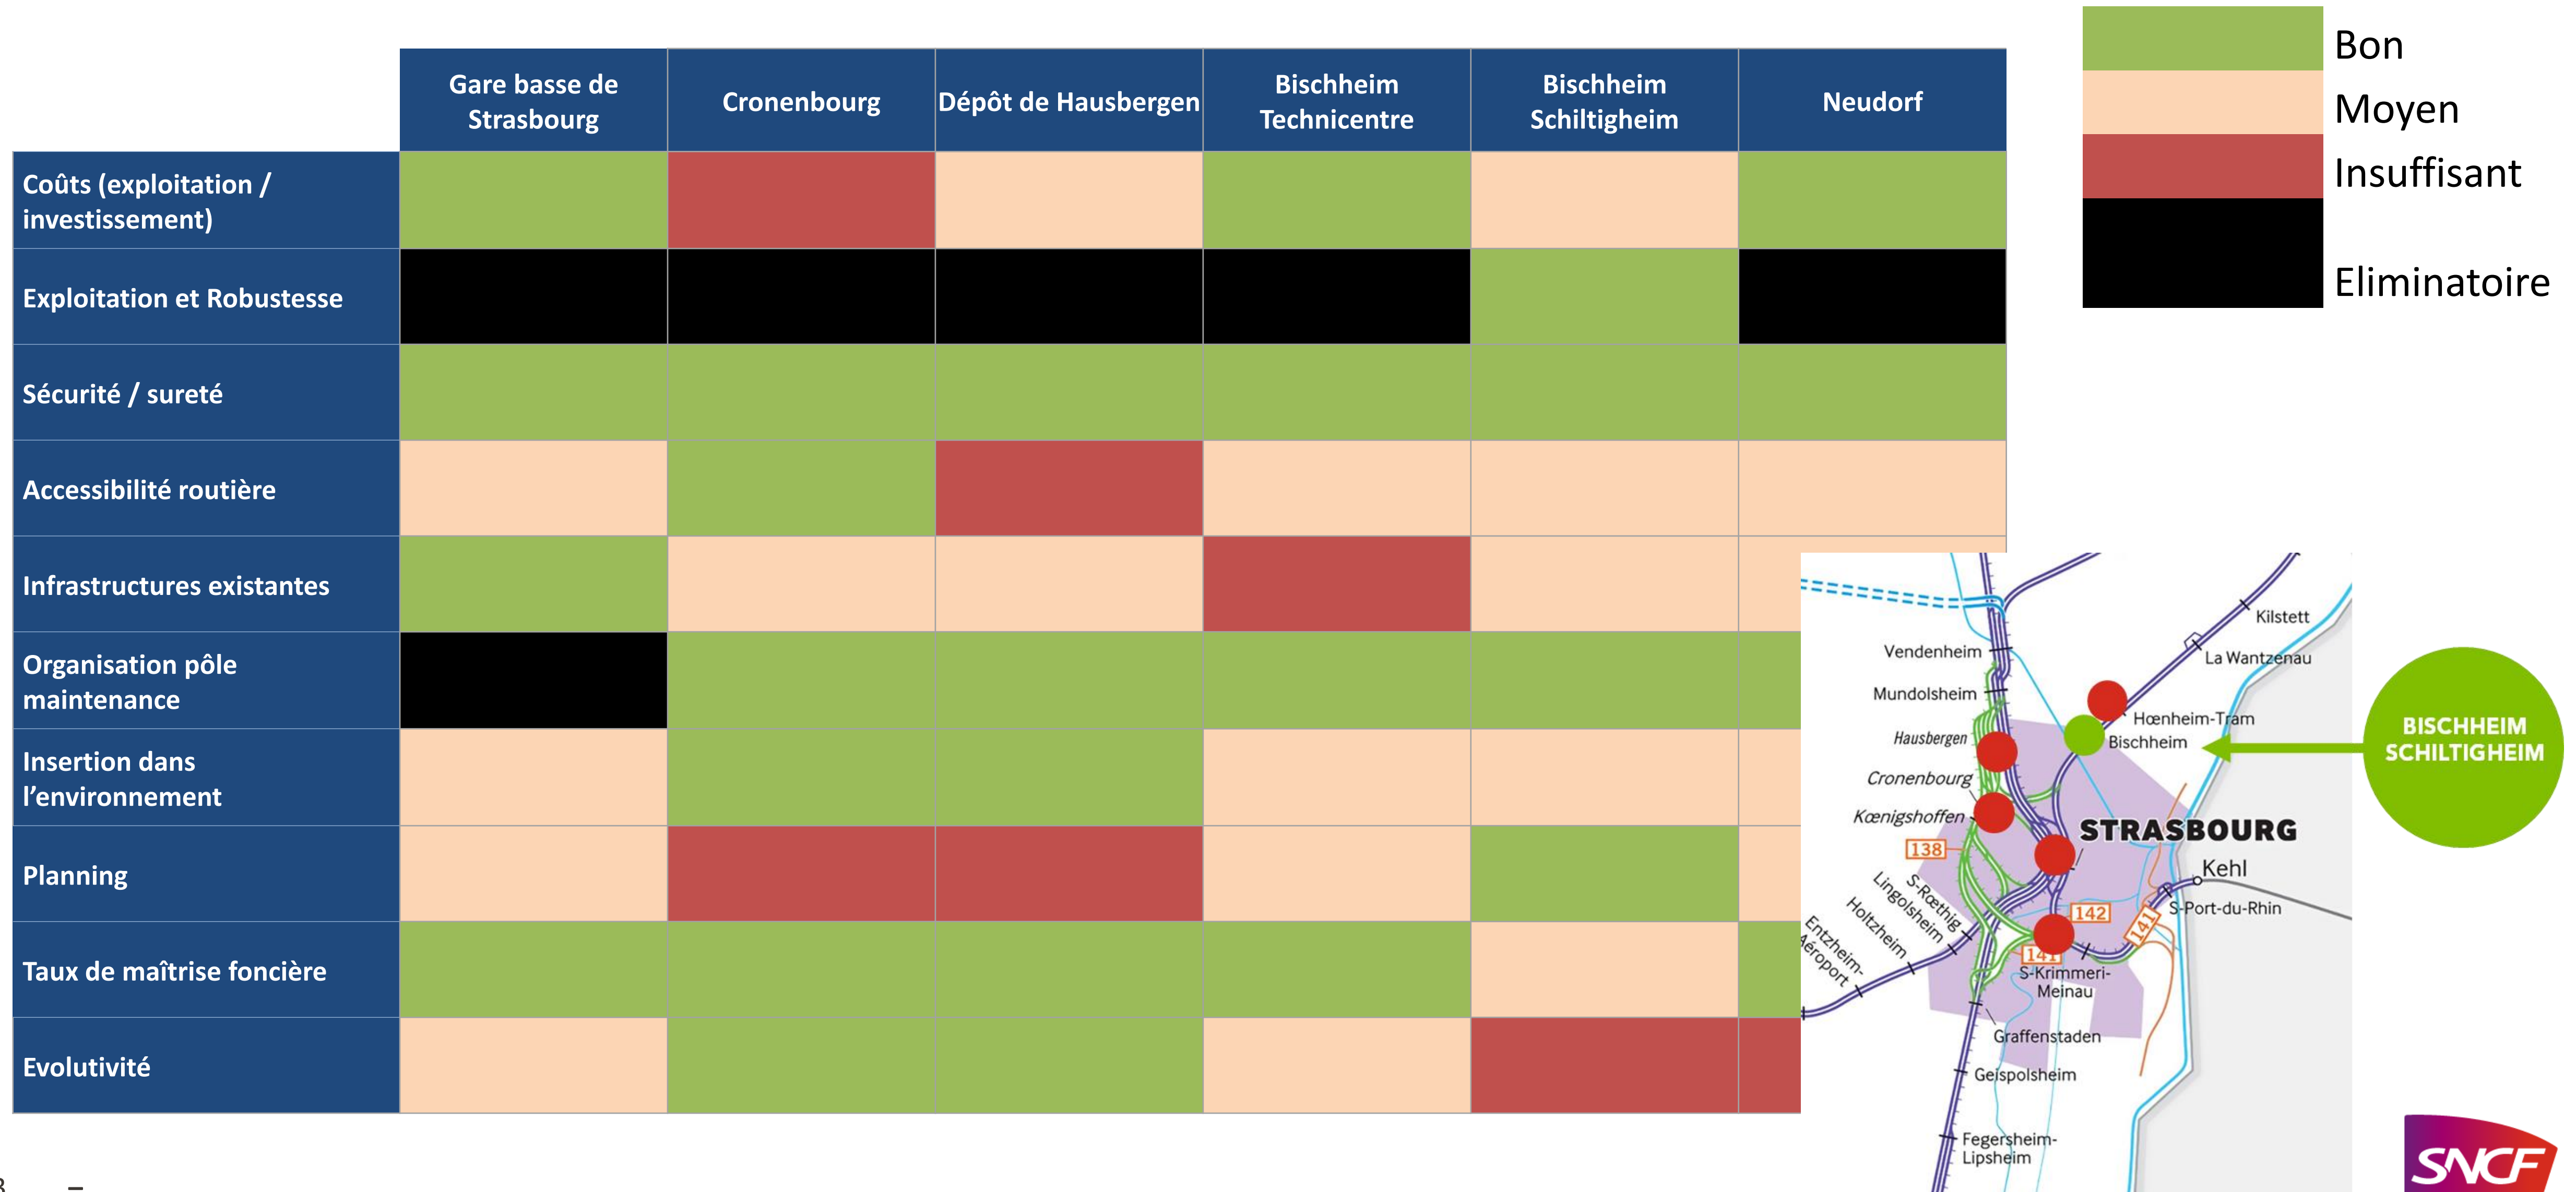 Gare basse de
Strasbourg
Cronenbourg
Dépôt de Hausbergen
Bischheim
Technicentre
Bischheim
Schiltigheim
Neudorf
Bon
Moyen
Insuffisant
Eliminatoire
Coûts (exploitation /
investissement)
Exploitation et Robustesse
Sécurité / sureté
Accessibilité routière
Infrastructures existantes
Organisation pôle
maintenance
Insertion dans
l’environnement
Planning
Taux de maîtrise foncière
Evolutivité
Kilstett
La Wantzenau
Vendenheim
Mundolsheim
Hœnheim-Tram
Bischheim
Hausbergen
Cronenbourg
Kœnigshoffen
STRASBOURG
138
Kehl
S-Port-du-Rhin
S-Rœthig
Lingolsheim
Holtzheim
Entzheim-
Aéroport
142
141
141
S-Krimmeri-
Meinau
Graffenstaden
Geispolsheim
Fegersheim-
Lipsheim
BISCHHEIM
SCHILTIGHEIM
SNCF
–